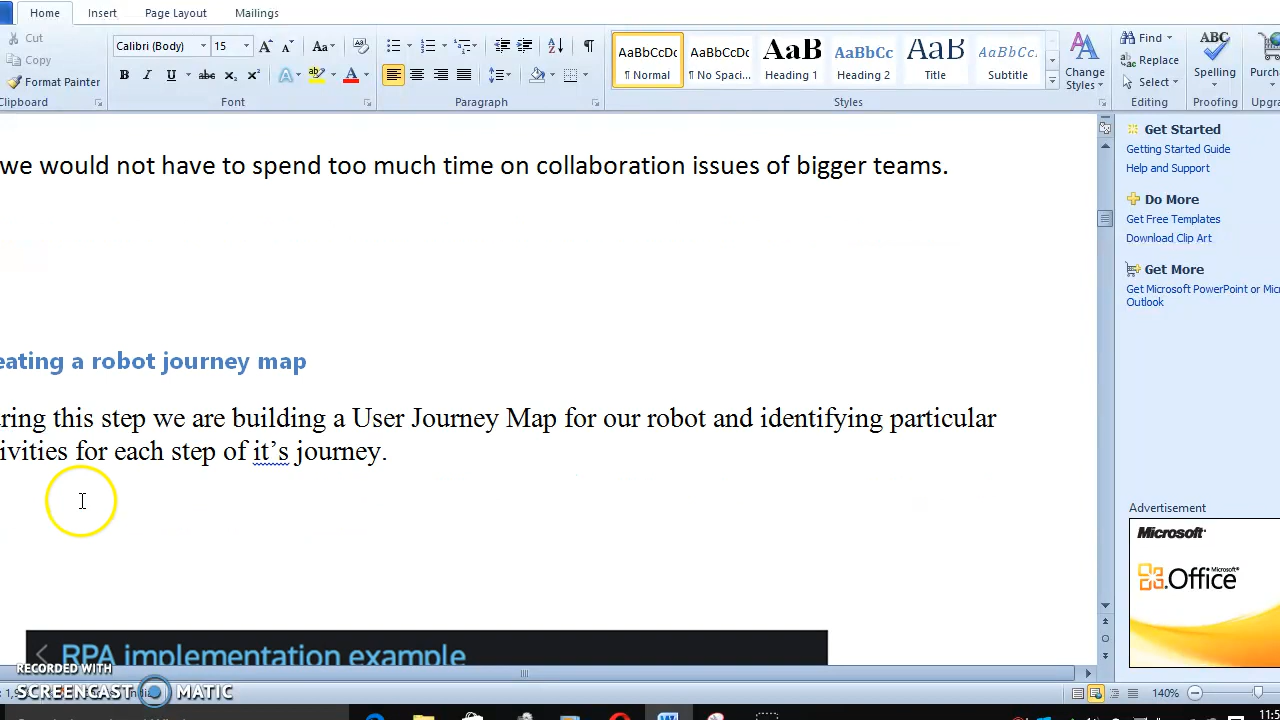 Home Insert Page Layout Mailings
Cut
Copy
Format Painter
Clipboard
Calibri (Body) 15
Font
Paragraph
AaBbCcDc AaBbCcDc AaB AaBbCc AaB AaBbCc.
¶ Normal ¶ No Spaci... Heading 1 Heading 2 Title Subtitle
Styles
Change
Styles
Find
Replace
Select
Editing
ABC
Spelling
Proofing
we would not have to spend too much time on collaboration issues of bigger teams.
eating a robot journey map
ring this step we are building a User Journey Map for our robot and identifying particular
ivities for each step of it’s journey.
RPA implementation example
Get Started
Getting Started Guide
Help and Support
Do More
Get Free Templates
Download Clip Art
Get More
Get Microsoft PowerPoint or Mic
Outlook
Advertisement
Microsoft
Office
RECORDED WITH
SCREENCAST MATIC
140%
11:5